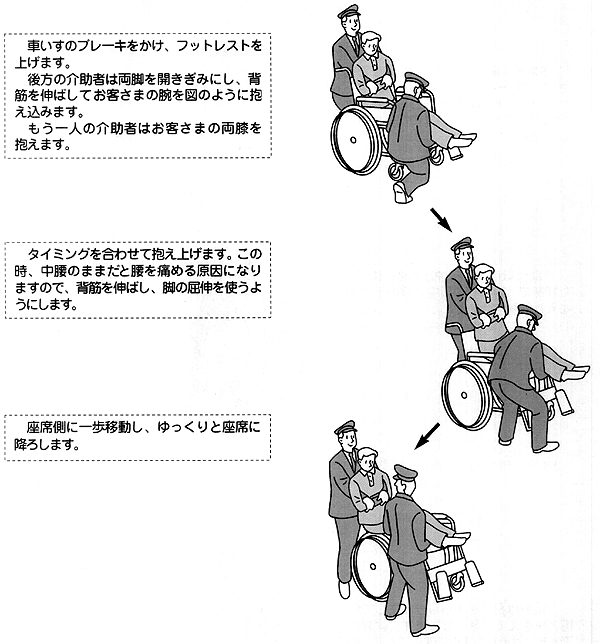 車いすのブレーキをかけ、フットレストを
上げます。
後方の介助者は両脚を開きぎみにし、背
筋を伸ばしてお客さまの腕を図のように抱
え込みます。
もう一人の介助者はお客さまの両膝を
抱えます。
タイミングを合わせて抱え上げます。この
時、中腰のままだと腰を痛める原因になり
ますので、背筋を伸ばし、脚の屈伸を使うよ
うにします。
座席側に一歩移動し、ゆっくりと座席に
降ろします。